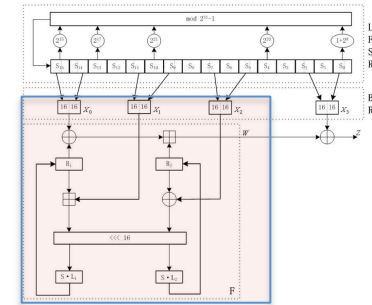 mod 2³¹-1
2¹⁵ 2¹⁷ 2²¹ 2²⁰ 1+2⁸
S₁₅ S₁₄ S₁₃ S₁₂ S₁₁ S₁₀ S₉ S₈ S₇ S₆ S₅ S₄ S₃ S₂ S₁ S₀
L
F
S
R
16 16 X₀ 16 16 X₁ 16 16 X₂ 16 16 X₃
B
R
W Z
R₁ R₂
<<< 16
S•L₁ S•L₂
F